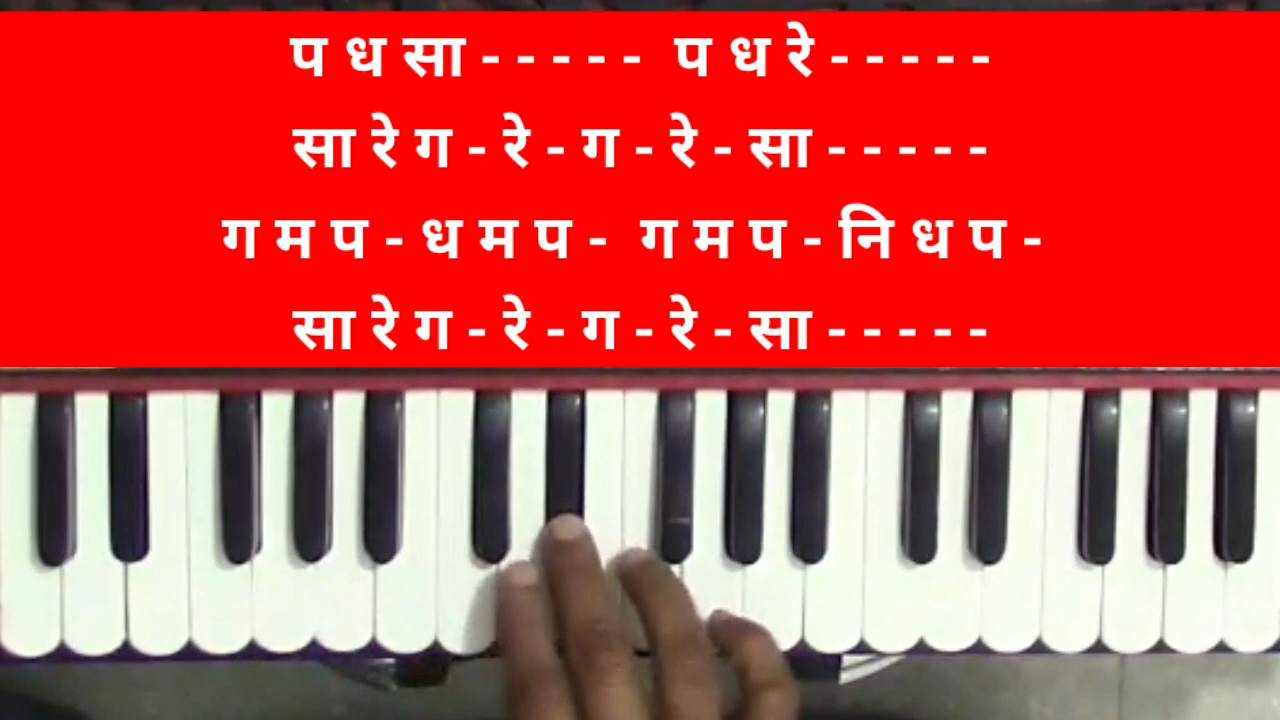 प ध सा - - - - - प ध रे - - - - -
सा रे ग - रे - ग - रे - सा - - - - -
ग म प - ध म प - ग म प - नि ध प -
सा रे ग - रे - ग - रे - सा - - - - -